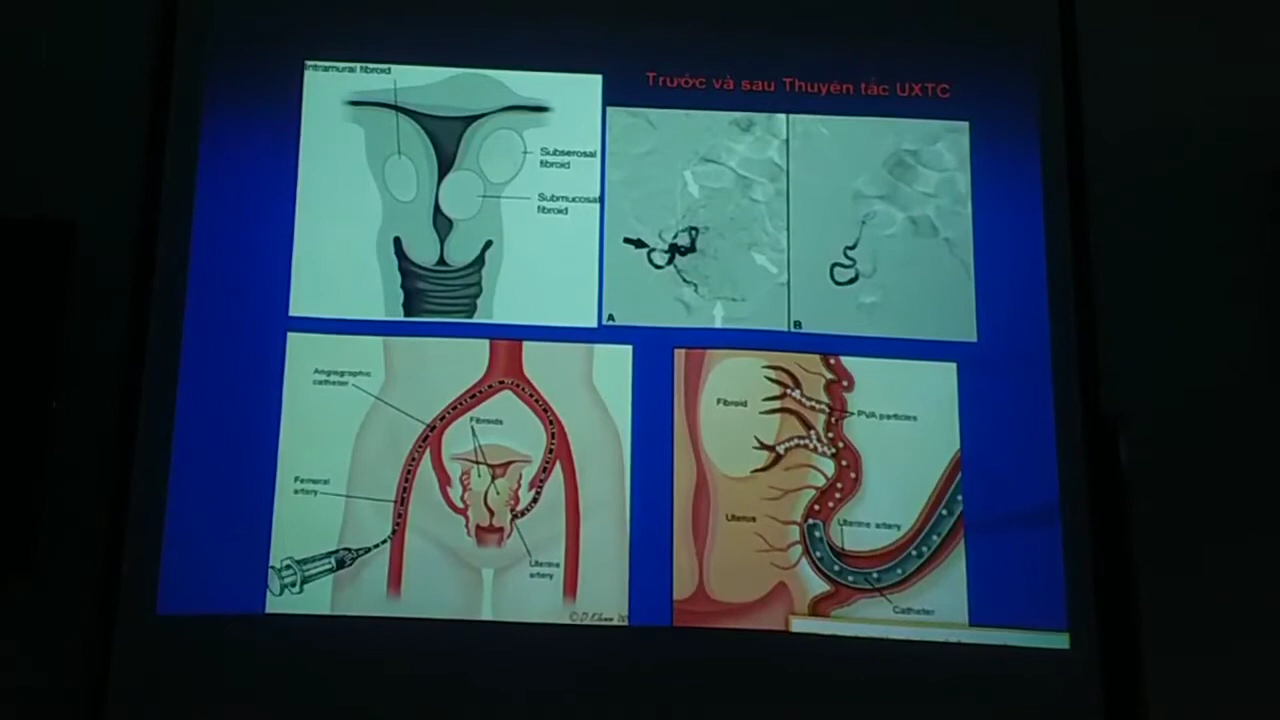 Intramural fibroid
Subserosal
fibroid
Submucosal
fibroid
Trước và sau Thuyên tắc UXTC
A
B
Angiographic
catheter
Fibroids
Femoral
artery
Uterine
artery
Fibroid
PVA particles
Uterus
Uterine artery
Catheter